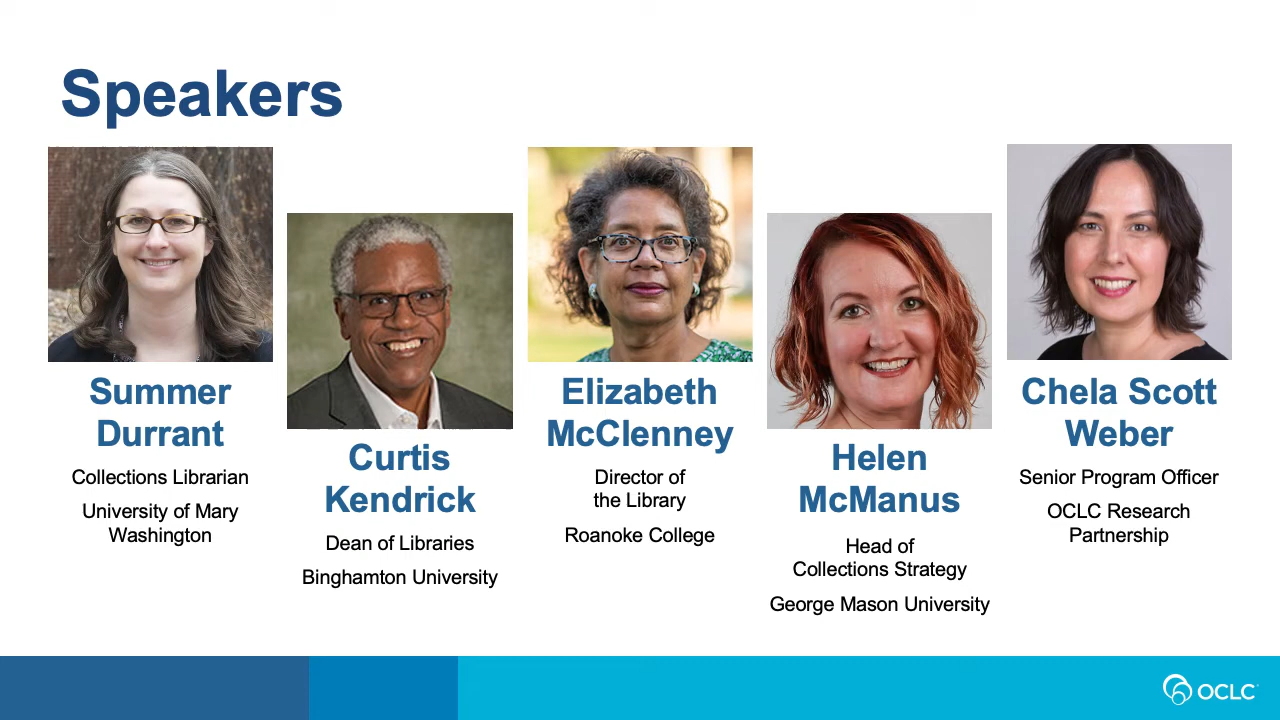 Speakers
Summer
Durrant
Collections Librarian
University of Mary
Washington
Curtis
Kendrick
Dean of Libraries
Binghamton University
Elizabeth
McClenney
Director of
the Library
Roanoke College
Helen
McManus
Head of
Collections Strategy
George Mason University
Chela Scott
Weber
Senior Program Officer
OCLC Research
Partnership
OCLC